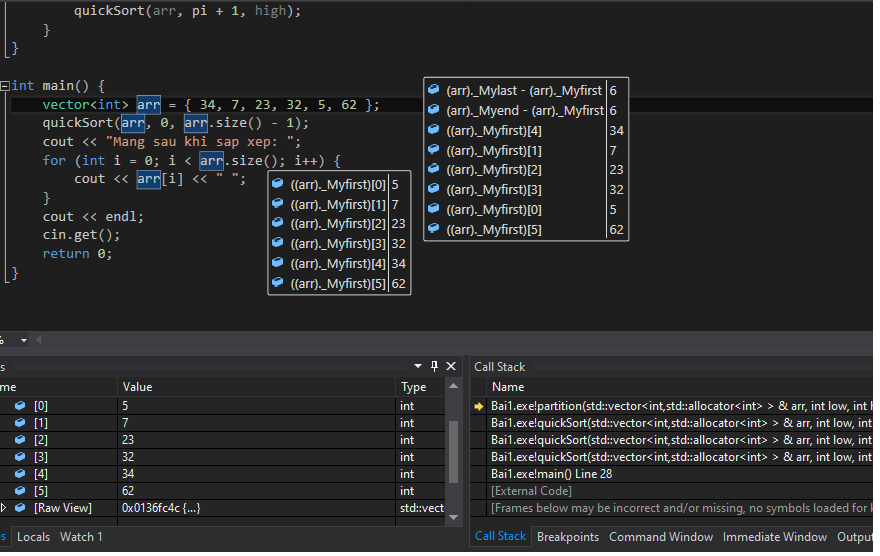 quickSort(arr, pi + 1, high);
}
}
int main() {
vector<int> arr = { 34, 7, 23, 32, 5, 62 };
quickSort(arr, 0, arr.size() - 1);
cout << "Mang sau khi sap xep: ";
for (int i = 0; i < arr.size(); i++) {
cout << arr[i] << " ";
}
cout << endl;
cin.get();
return 0;
}
(arr)._Mylast - (arr)._Myfirst 6
(arr)._Myend - (arr)._Myfirst 6
((arr)._Myfirst)[4] 34
((arr)._Myfirst)[1] 7
((arr)._Myfirst)[2] 23
((arr)._Myfirst)[3] 32
((arr)._Myfirst)[0] 5
((arr)._Myfirst)[5] 62
((arr)._Myfirst)[0] 5
((arr)._Myfirst)[1] 7
((arr)._Myfirst)[2] 23
((arr)._Myfirst)[3] 32
((arr)._Myfirst)[4] 34
((arr)._Myfirst)[5] 62
%
s
me Value Type
[0] 5 int
[1] 7 int
[2] 23 int
[3] 32 int
[4] 34 int
[5] 62 int
[Raw View] 0x0136fc4c {...} std::vect
s Locals Watch 1
Call Stack
Name
Bai1.exe!partition(std::vector<int,std::allocator<int> > & arr, int low, int h
Bai1.exe!quickSort(std::vector<int,std::allocator<int> > & arr, int low, int
Bai1.exe!quickSort(std::vector<int,std::allocator<int> > & arr, int low, int
Bai1.exe!quickSort(std::vector<int,std::allocator<int> > & arr, int low, int
Bai1.exe!main() Line 28
[External Code]
[Frames below may be incorrect and/or missing, no symbols loaded for k
Call Stack Breakpoints Command Window Immediate Window Outpu